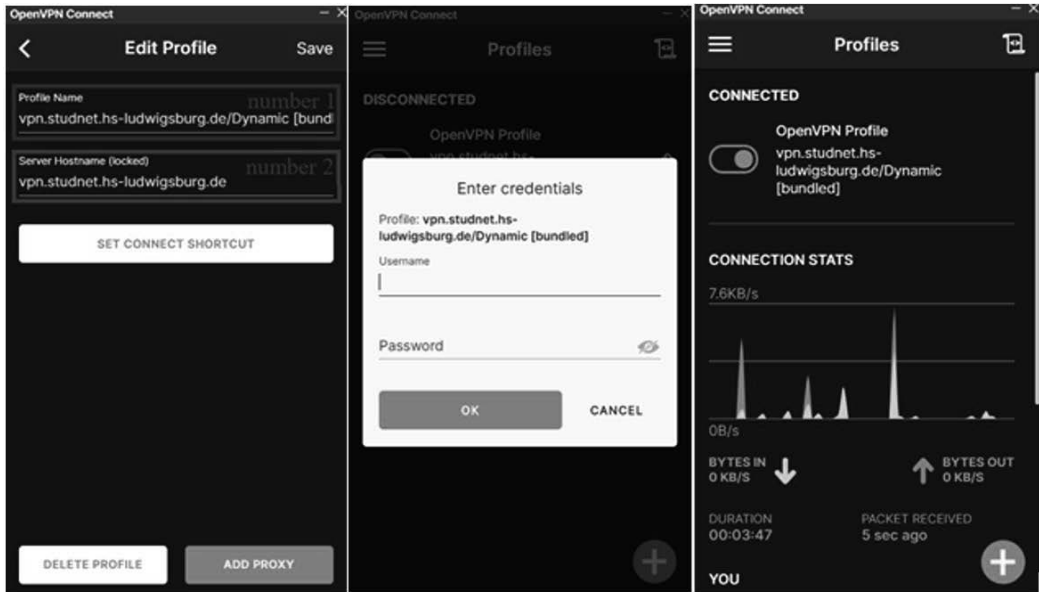 OpenVPN Connect
Edit Profile
Save
Profile Name
number 1
vpn.studnet.hs-ludwigsburg.de/Dynamic [bund
Server Hostname (locked)
number 2
vpn.studnet.hs-ludwigsburg.de
SET CONNECT SHORTCUT
DELETE PROFILE
ADD PROXY
OpenVPN Connect
Profiles
DISCONNECTED
OpenVPN Profile
vpn.studnet.hs-
Enter credentials
Profile: vpn.studnet.hs-
ludwigsburg.de/Dynamic [bundled]
Username
Password
OK
CANCEL
OpenVPN Connect
Profiles
CONNECTED
OpenVPN Profile
vpn.studnet.hs-
ludwigsburg.de/Dynamic
[bundled]
CONNECTION STATS
7.6KB/s
0B/s
BYTES IN
0 KB/S
BYTES OUT
0 KB/S
DURATION
00:03:47
PACKET RECEIVED
5 sec ago
YOU